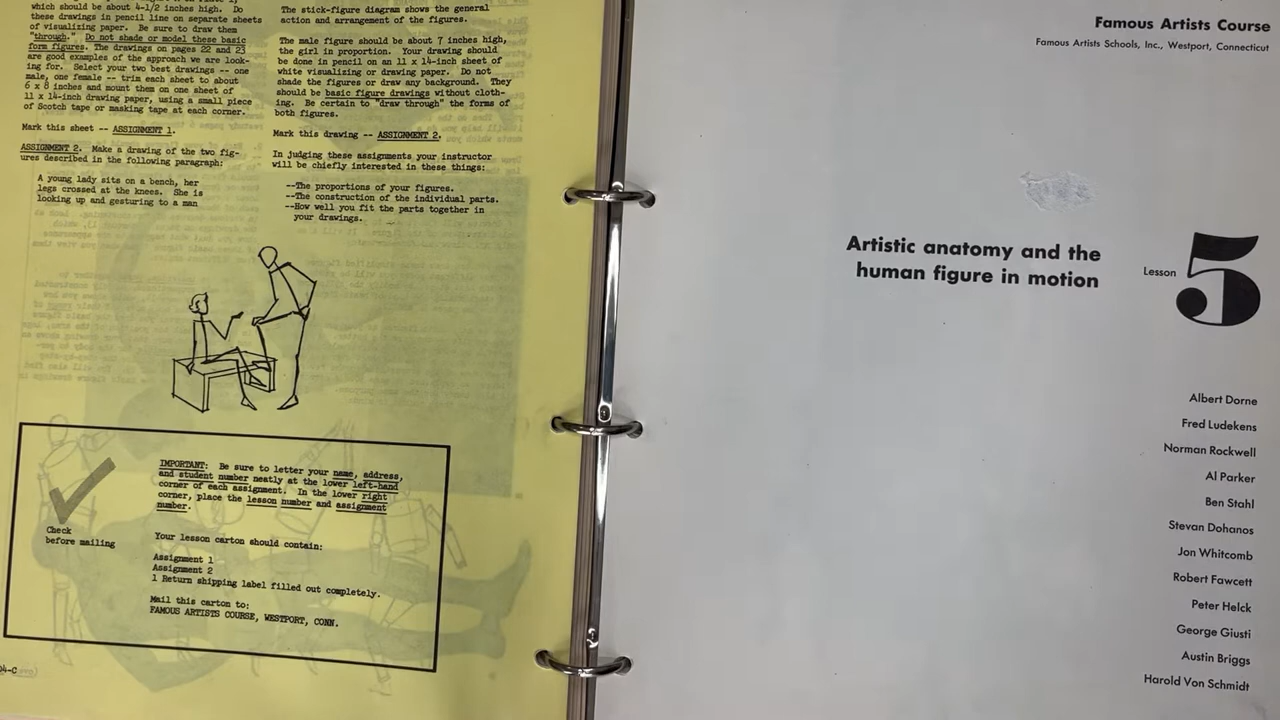 which should be about 4-1/2 inches high. Do
these drawings in pencil line on separate sheets
of visualizing paper. Be sure to draw them
"through." Do not shade or model these basic
form figures. The drawings on pages 22 and 23
are good examples of the approach we are look-
ing for. Select your two best drawings -- one
male, one female -- trim each sheet to about
6 x 8 inches and mount them on one sheet of
11 x 14-inch drawing paper, using a small piece
of Scotch tape or masking tape at each corner.
Mark this sheet -- ASSIGNMENT 1.
ASSIGNMENT 2. Make a drawing of the two fig-
ures described in the following paragraph:
A young lady sits on a bench, her
legs crossed at the knees. She is
looking up and gesturing to a man
The stick-figure diagram shows the general
action and arrangement of the figures.
The male figure should be about 7 inches high,
the girl in proportion. Your drawing should
be done in pencil on an 11 x 14-inch sheet of
white visualizing or drawing paper. Do not
shade the figures or draw any background. They
should be basic figure drawings without cloth-
ing. Be certain to "draw through" the forms of
both figures.
Mark this drawing -- ASSIGNMENT 2.
In judging these assignments your instructor
will be chiefly interested in these things:
--The proportions of your figures.
--The construction of the individual parts.
--How well you fit the parts together in
your drawings.
Check
before mailing
IMPORTANT: Be sure to letter your name, address,
and student number neatly at the lower left-hand
corner of each assignment. In the lower right
corner, place the lesson number and assignment
number.
Your lesson carton should contain:
Assignment 1
Assignment 2
1 Return shipping label filled out completely.
Mail this carton to:
FAMOUS ARTISTS COURSE, WESTPORT, CONN.
04-C
Famous Artists Course
Famous Artists Schools, Inc., Westport, Connecticut
Artistic anatomy and the
human figure in motion
Lesson 5
Albert Dorne
Fred Ludekens
Norman Rockwell
Al Parker
Ben Stahl
Stevan Dohanos
Jon Whitcomb
Robert Fawcett
Peter Helck
George Giusti
Austin Briggs
Harold Von Schmidt